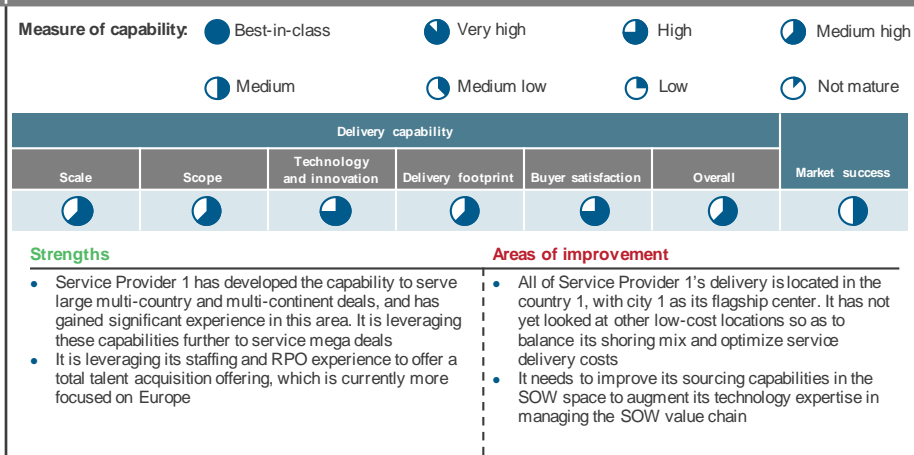 Measure of capability: Best-in-class Very high High Medium high
Medium Medium low Low Not mature
Delivery capability
Scale Scope Technology and innovation Delivery footprint Buyer satisfaction Overall Market success
Strengths
• Service Provider 1 has developed the capability to serve
large multi-country and multi-continent deals, and has
gained significant experience in this area. It is leveraging
these capabilities further to service mega deals
• It is leveraging its staffing and RPO experience to offer a
total talent acquisition offering, which is currently more
focused on Europe
Areas of improvement
• All of Service Provider 1's delivery is located in the
country 1, with city 1 as its flagship center. It has not
yet looked at other low-cost locations so as to
balance its shoring mix and optimize service
delivery costs
• It needs to improve its sourcing capabilities in the
SOW space to augment its technology expertise in
managing the SOW value chain